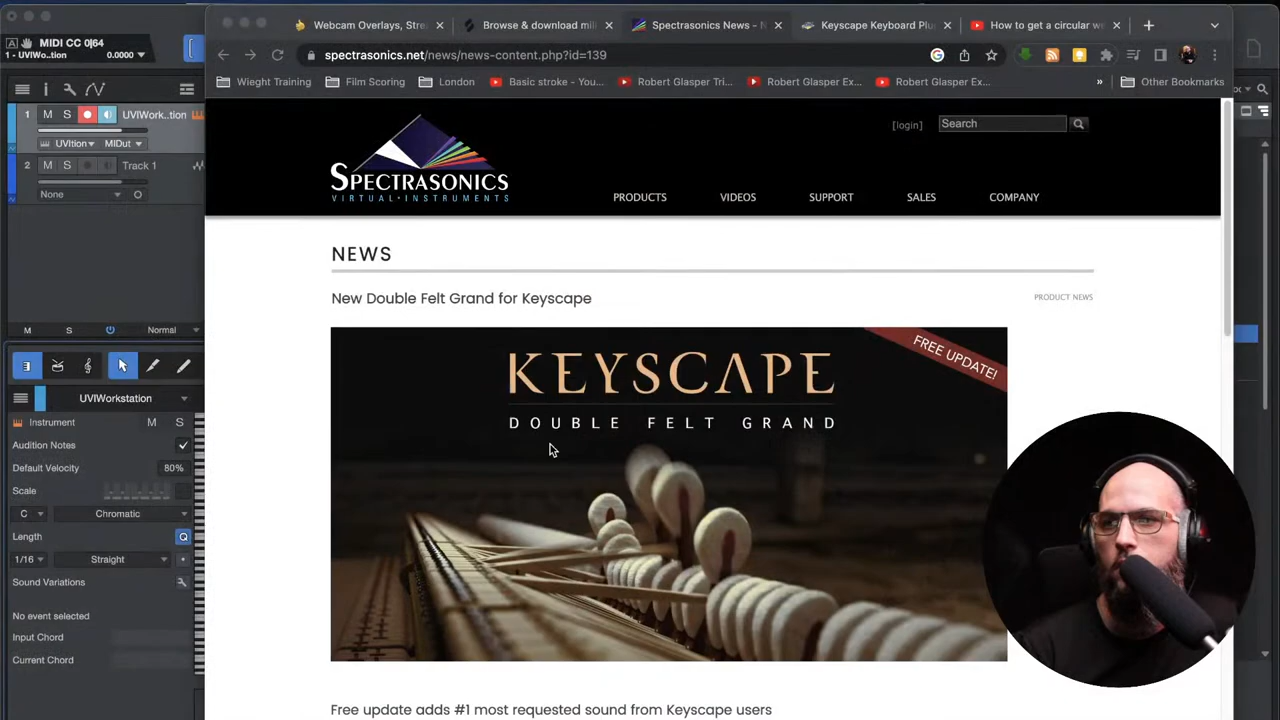 Webcam Overlays, Stre
Browse & download mil
Spectrasonics News - N
Keyscape Keyboard Plu
How to get a circular we
MIDI CC 0|64
1 - UVIWo...tion
0.0000
spectrasonics.net/news/news-content.php?id=139
Wieght Training
Film Scoring
London
Basic stroke - You...
Robert Glasper Tri...
Robert Glasper Ex...
Robert Glasper Ex...
»
Other Bookmarks
1 M S UVIWork..tion
UVItion MIDut
2 M S Track 1
None
[login]
Search
SPECTRASONICS
VIRTUAL·INSTRUMENTS
PRODUCTS
VIDEOS
SUPPORT
SALES
COMPANY
NEWS
New Double Felt Grand for Keyscape
PRODUCT NEWS
FREE UPDATE!
KEYSCAPE
DOUBLE FELT GRAND
M S Normal
UVIWorkstation
Instrument M S
Audition Notes
Default Velocity 80%
Scale
C Chromatic
Length Q
1/16 Straight
Sound Variations
No event selected
Input Chord
Current Chord
Free update adds #1 most requested sound from Keyscape users